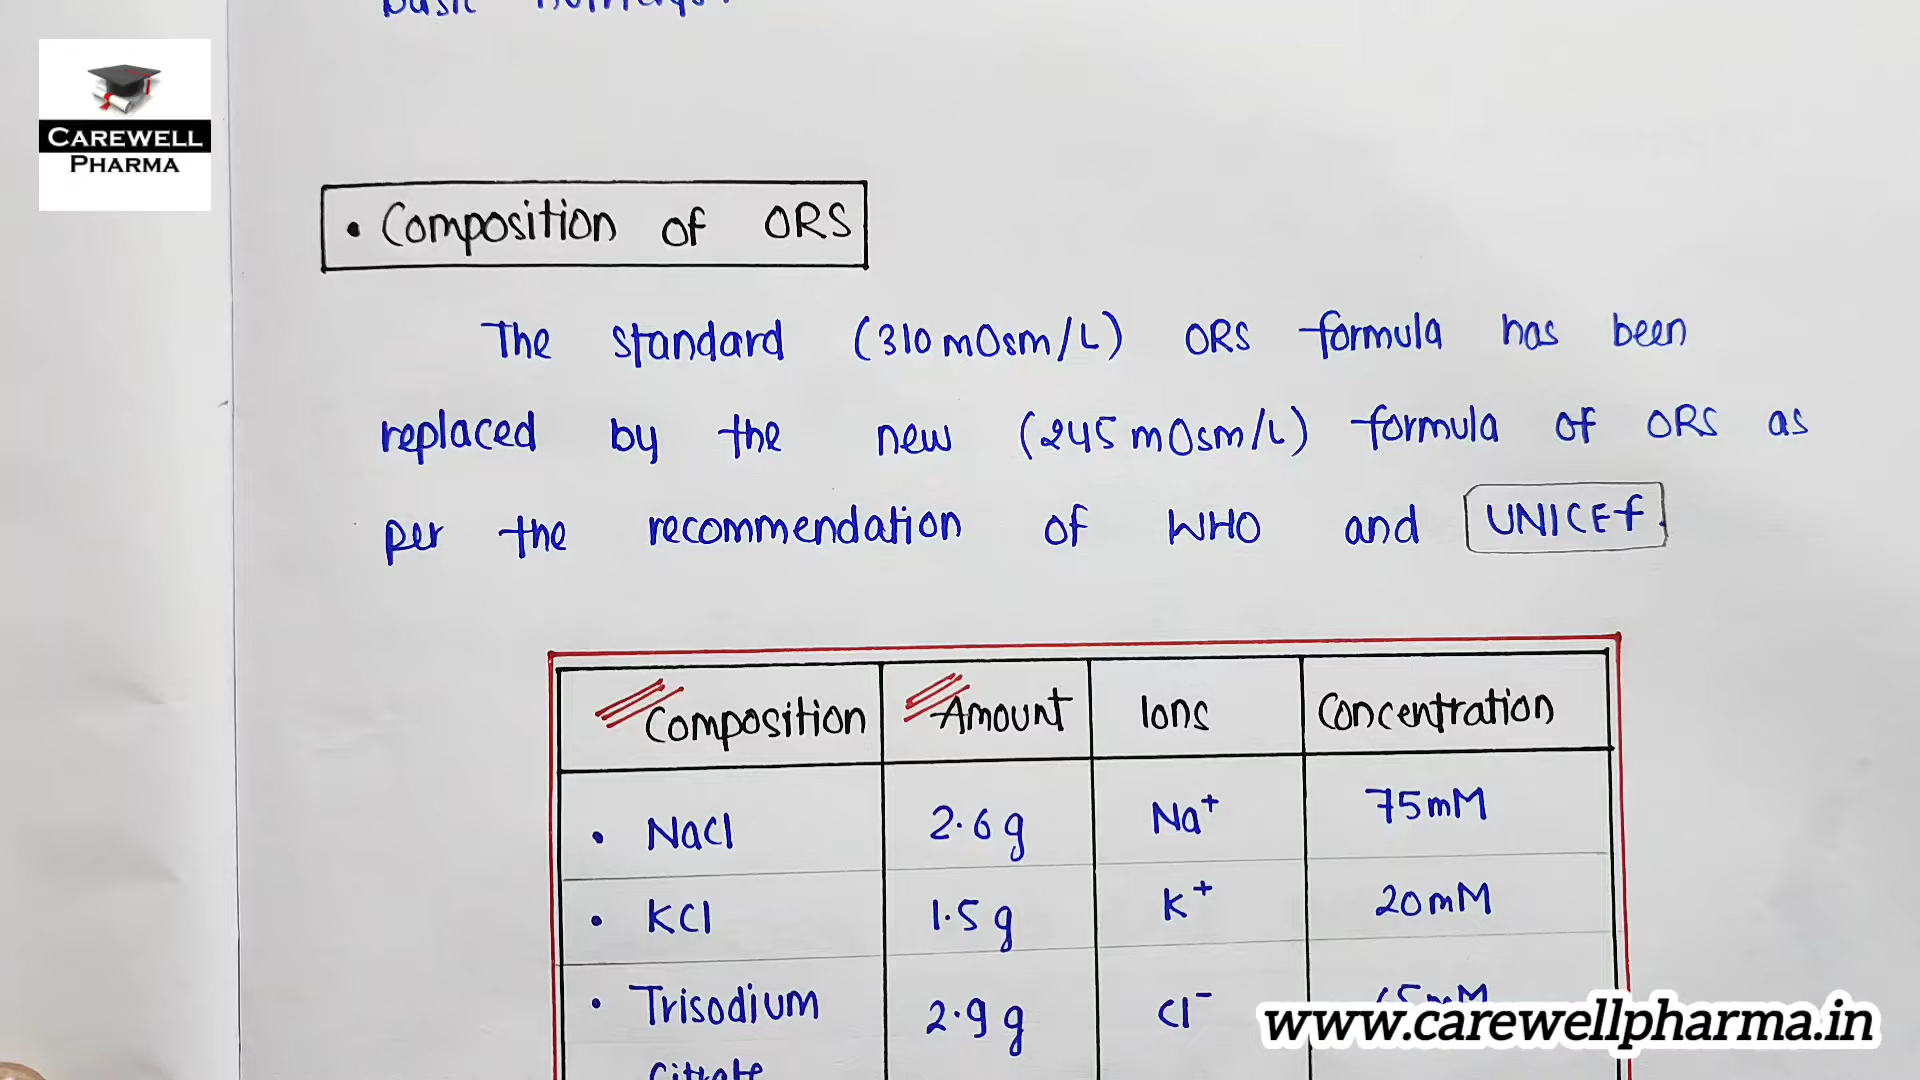 CAREWELL
PHARMA
• Composition of ORS
The standard (310 mOsm/L) ORS formula has been
replaced by the new (245 mOsm/L) formula of ORS as
per the recommendation of WHO and UNICEF.
Composition Amount Ions Concentration
• NaCl 2.6 g Na⁺ 75mM
• KCl 1.5 g K⁺ 20mM
• Trisodium 2.9 g Cl⁻
www.carewellpharma.in